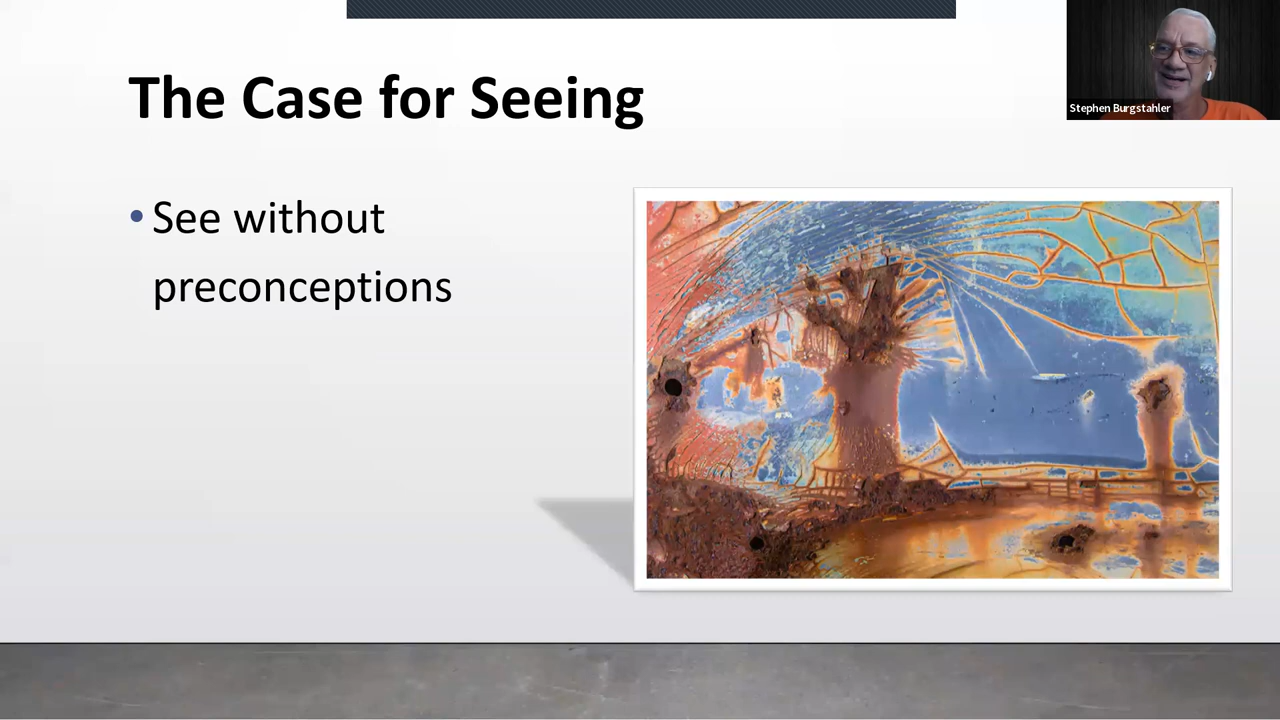 The Case for Seeing
Stephen Burgstahler
• See without
preconceptions